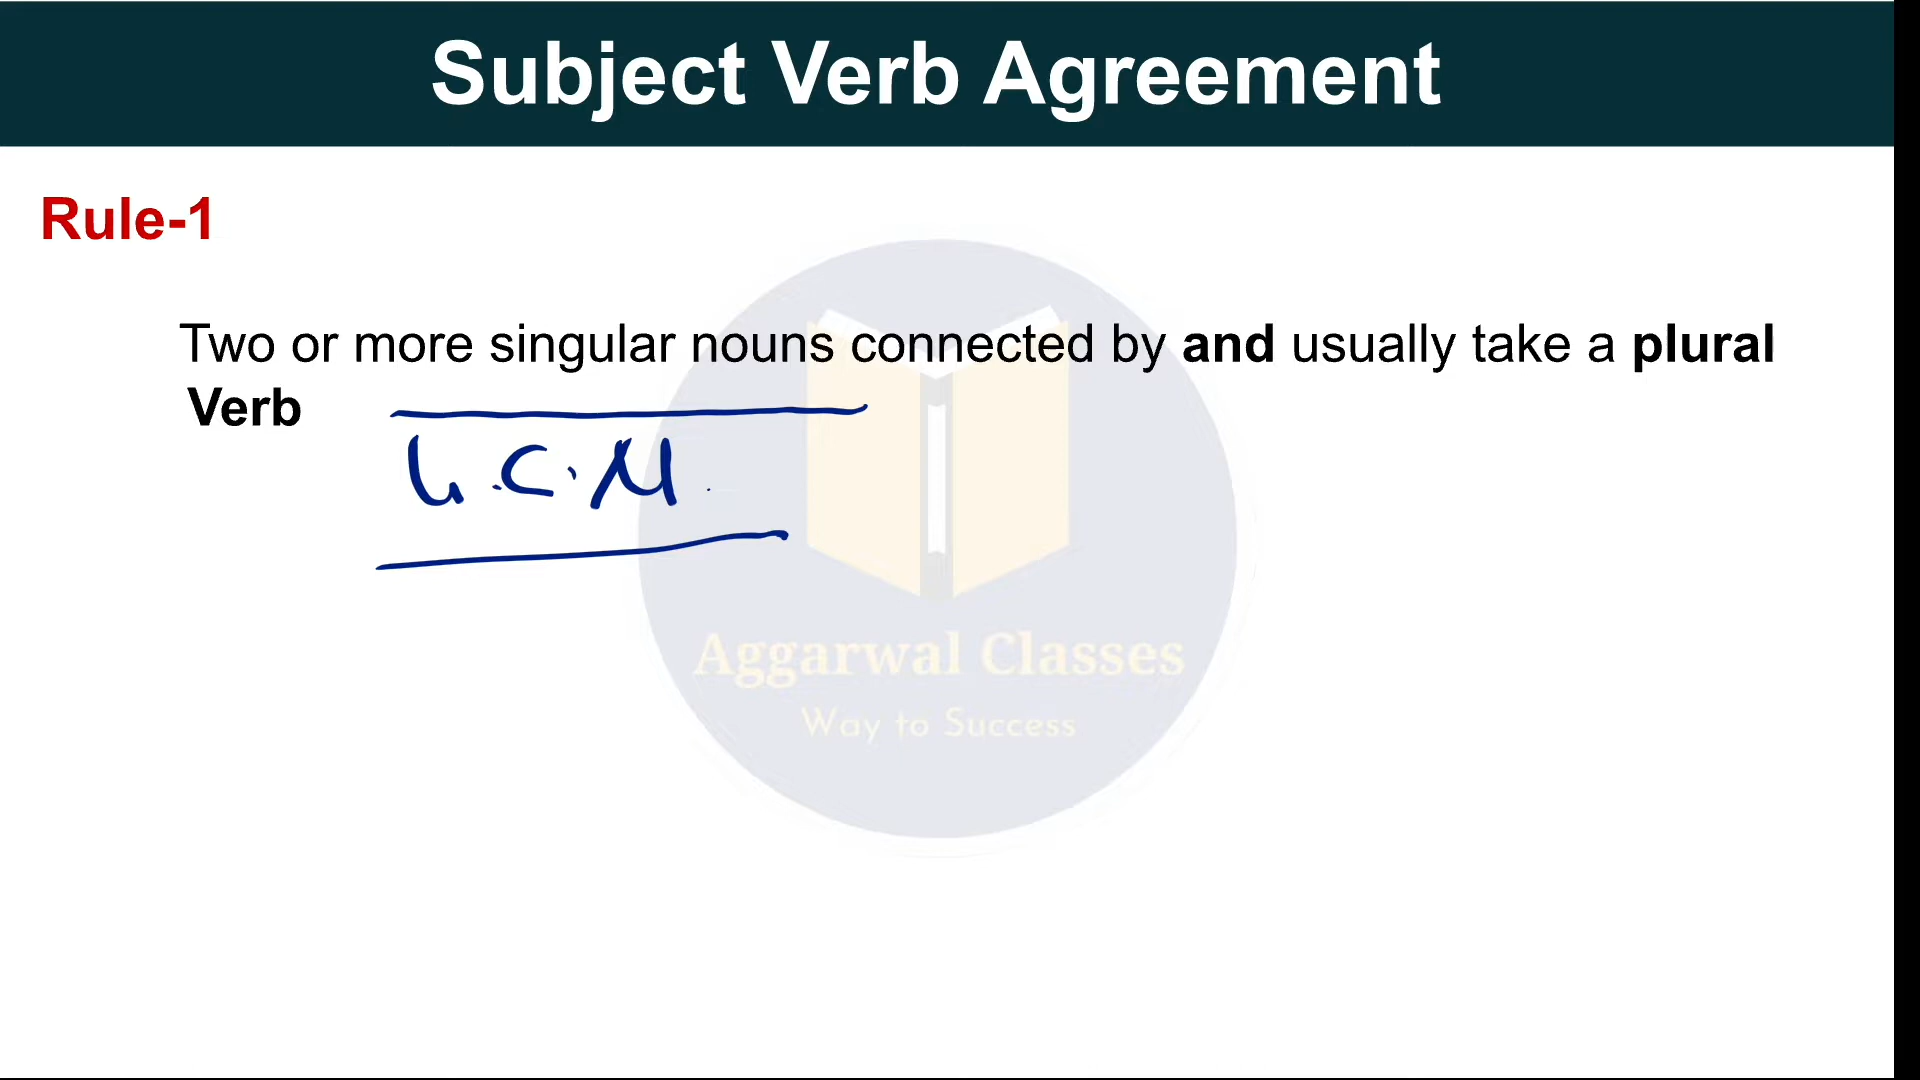 Subject Verb Agreement
Rule-1
Two or more singular nouns connected by and usually take a plural
Verb
L.C.M.
Aggarwal Classes
Way to Success